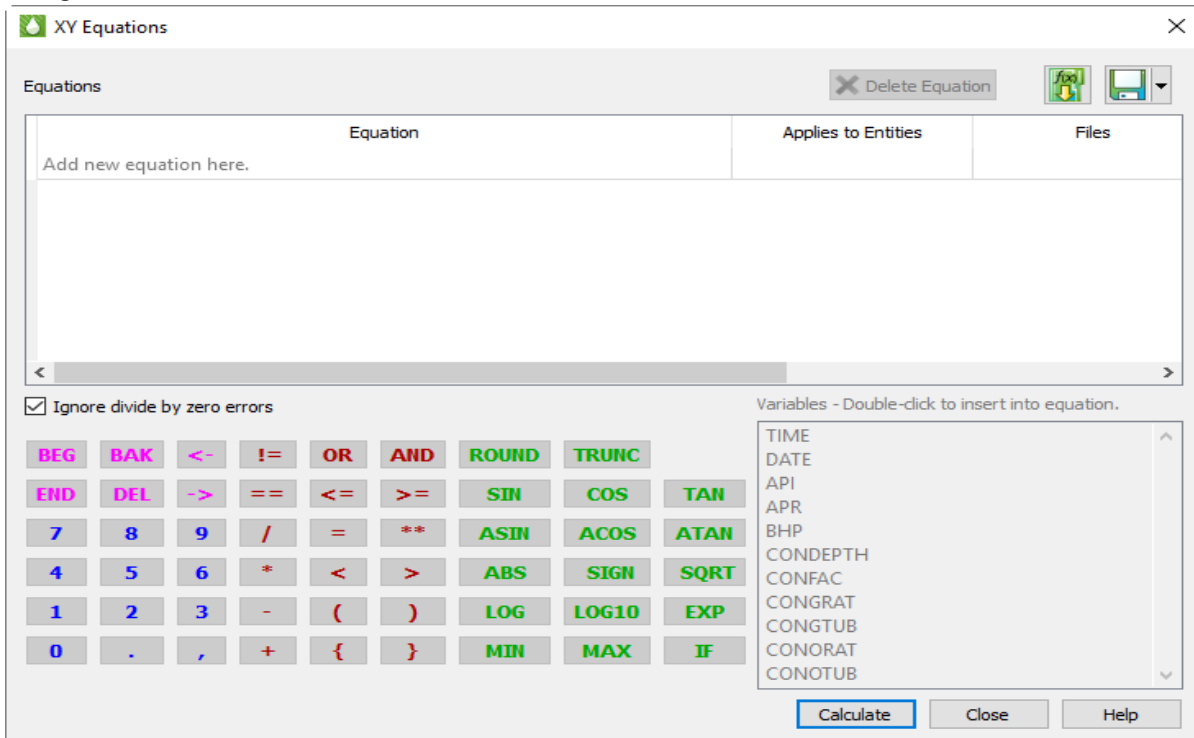 XY Equations
Equations
Delete Equation
f(x)
Equation Applies to Entities Files
Add new equation here.
Ignore divide by zero errors
Variables - Double-click to insert into equation.
BEG BAK <- != OR AND ROUND TRUNC
END DEL -> == <= >= SIN COS TAN
7 8 9 / = ** ASIN ACOS ATAN
4 5 6 * < > ABS SIGN SQRT
1 2 3 - ( ) LOG LOG10 EXP
0 . , + { } MIN MAX IF
TIME
DATE
API
APR
BHP
CONDEPTH
CONFAC
CONGRAT
CONGTUB
CONORAT
CONOTUB
Calculate Close Help